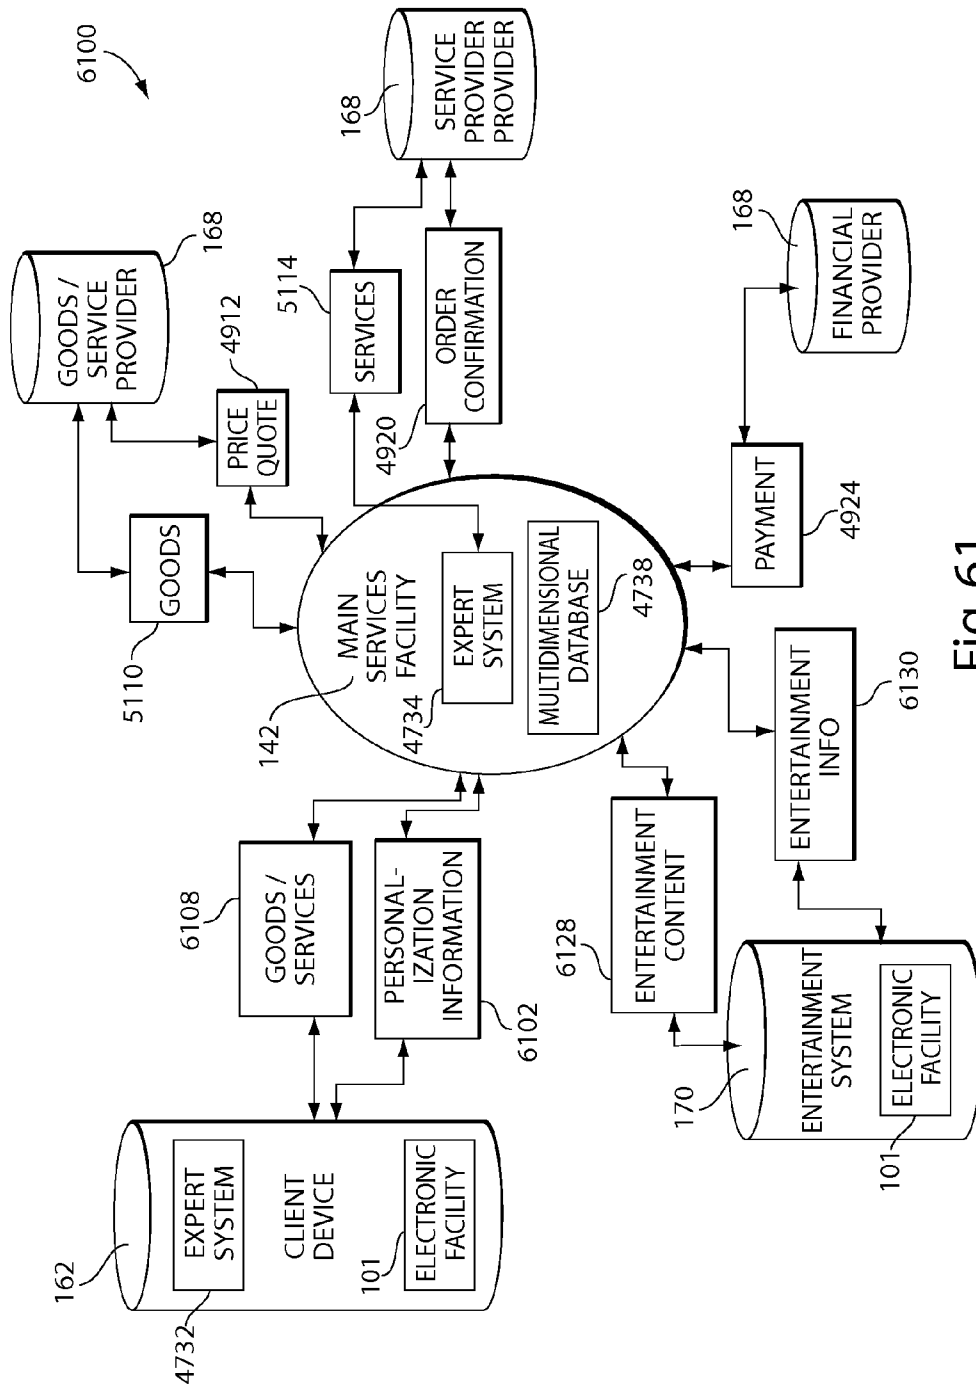 6100
168
GOODS /
SERVICE
PROVIDER
168
SERVICE
PROVIDER
PROVIDER
4912
PRICE
QUOTE
5114
SERVICES
GOODS
5110
4920
ORDER
CONFIRMATION
168
FINANCIAL
PROVIDER
142
MAIN
SERVICES
FACILITY
4734
EXPERT
SYSTEM
MULTIDIMENSIONAL
DATABASE
4738
PAYMENT
4924
6108
GOODS /
SERVICES
PERSONAL-
IZATION
INFORMATION
6102
6128
ENTERTAINMENT
CONTENT
ENTERTAINMENT
INFO
6130
162
EXPERT
SYSTEM
4732
CLIENT
DEVICE
101
ELECTRONIC
FACILITY
170
ENTERTAINMENT
SYSTEM
ELECTRONIC
FACILITY
101
Fig. 61